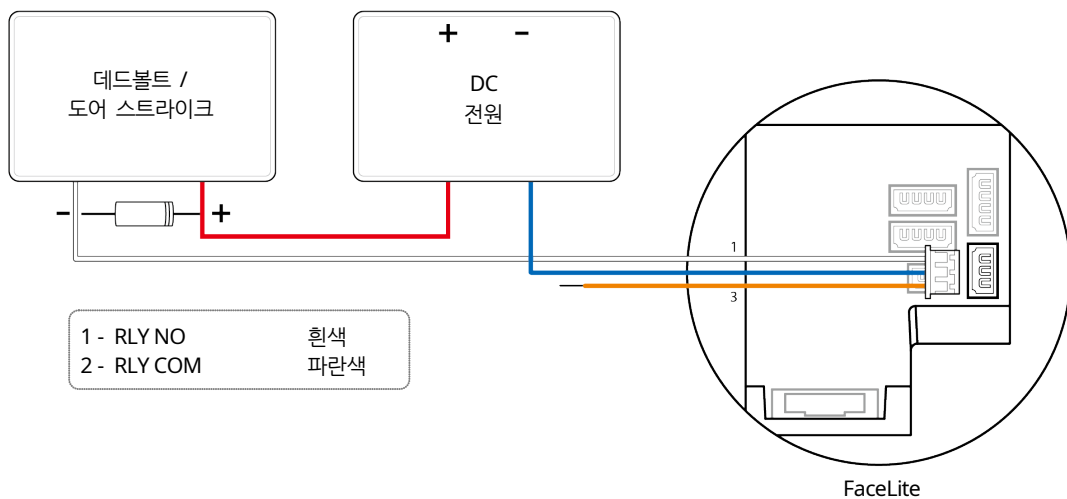 데드볼트 /
도어 스트라이크
+ -
DC
전원
- +
1
3
1 - RLY NO 흰색
2 - RLY COM 파란색
FaceLite